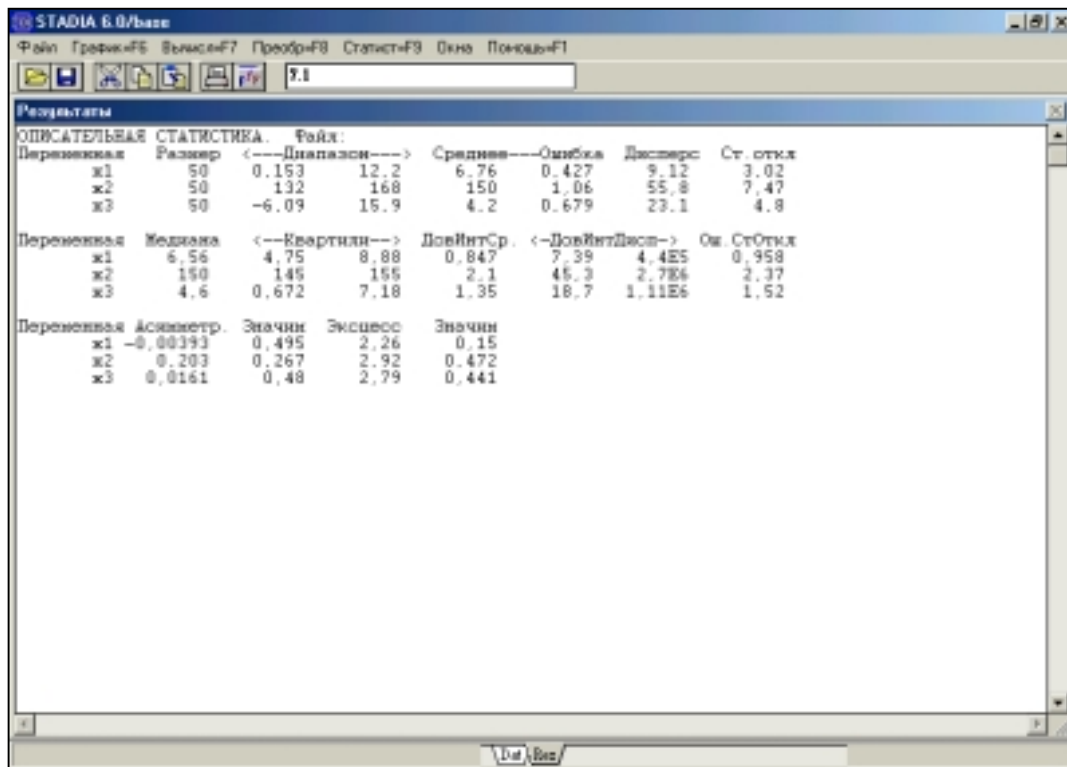 STADIA 6.0/base
Файл График=F6 Вычисл=F7 Преобр=F8 Статист=F9 Окна Помощь=F1
7.1
Результаты
ОПИСАТЕЛЬНАЯ СТАТИСТИКА. Файл:
Переменная Размер <---Диапазон---> Среднее---Ошибка Дисперс Ст.откл
x1 50 0.153 12.2 6.76 0.427 9.12 3.02
x2 50 132 168 150 1,06 55,8 7,47
x3 50 -6.09 15.9 4.2 0.679 23.1 4.8
Переменная Медиана <--Квартили--> ДовИнтСр. <-ДовИнтДисп-> Ош.СтОткл
x1 6,56 4,75 8,88 0,847 7,39 4,4E5 0,958
x2 150 145 155 2,1 45,3 2,7E6 2,37
x3 4,6 0,672 7,18 1,35 18,7 1,11E6 1,52
Переменная Асимметр. Значим Эксцесс Значим
x1 -0,00393 0,495 2,26 0,15
x2 0.203 0.267 2.92 0.472
x3 0,0161 0,48 2,79 0,441
Dat Rez